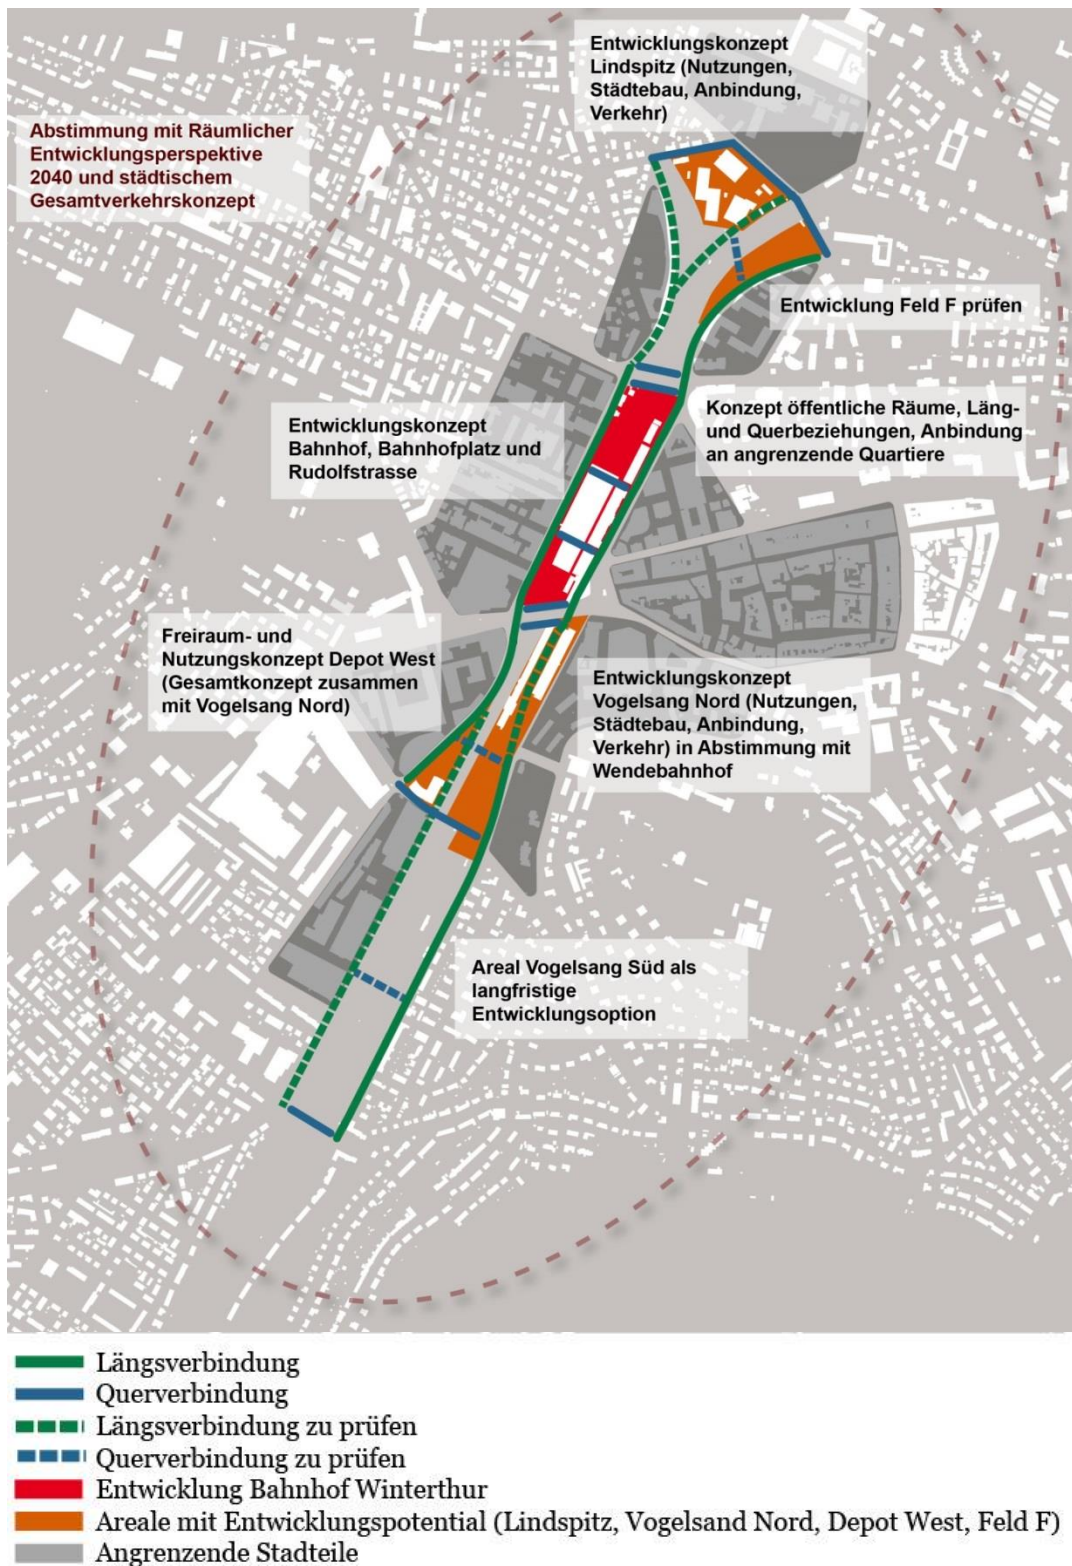 Entwicklungskonzept
Lindspitz (Nutzungen,
Städtebau, Anbindung,
Verkehr)
Abstimmung mit Räumlicher
Entwicklungsperspektive
2040 und städtischem
Gesamtverkehrskonzept
Entwicklung Feld F prüfen
Entwicklungskonzept
Bahnhof, Bahnhofplatz und
Rudolfstrasse
Konzept öffentliche Räume, Läng-
und Querbeziehungen, Anbindung
an angrenzende Quartiere
Freiraum- und
Nutzungskonzept Depot West
(Gesamtkonzept zusammen
mit Vogelsang Nord)
Entwicklungskonzept
Vogelsang Nord (Nutzungen,
Städtebau, Anbindung,
Verkehr) in Abstimmung mit
Wendebahnhof
Areal Vogelsang Süd als
langfristige
Entwicklungsoption
Längsverbindung
Querverbindung
Längsverbindung zu prüfen
Querverbindung zu prüfen
Entwicklung Bahnhof Winterthur
Areale mit Entwicklungspotential (Lindspitz, Vogelsand Nord, Depot West, Feld F)
Angrenzende Stadteile